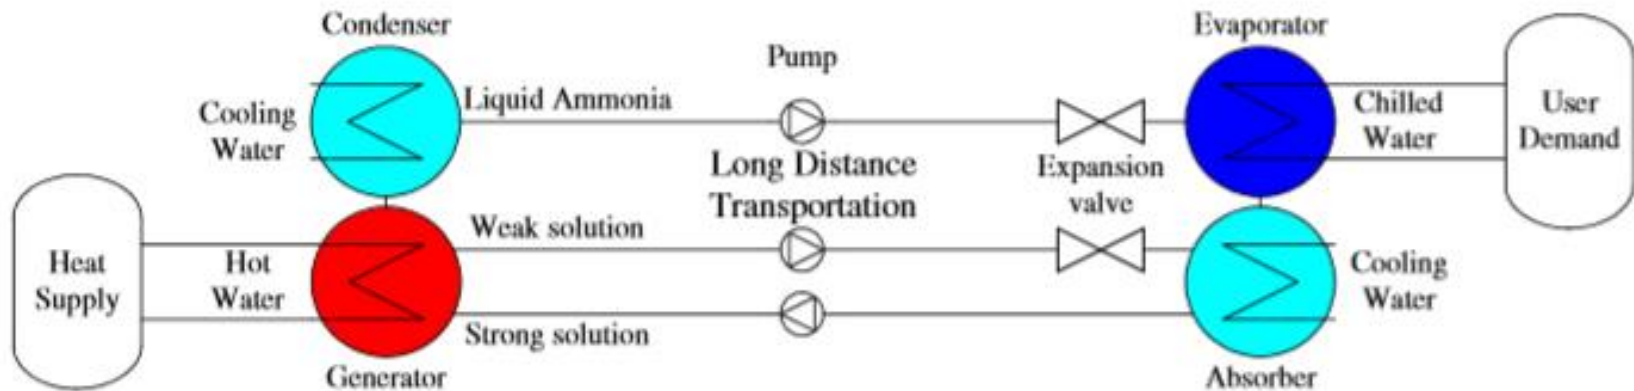 Condenser
Evaporator
Pump
Liquid Ammonia
Cooling
Water
Chilled
Water
User
Demand
Long Distance
Transportation
Expansion
valve
Weak solution
Heat
Supply
Hot
Water
Cooling
Water
Strong solution
Generator
Absorber